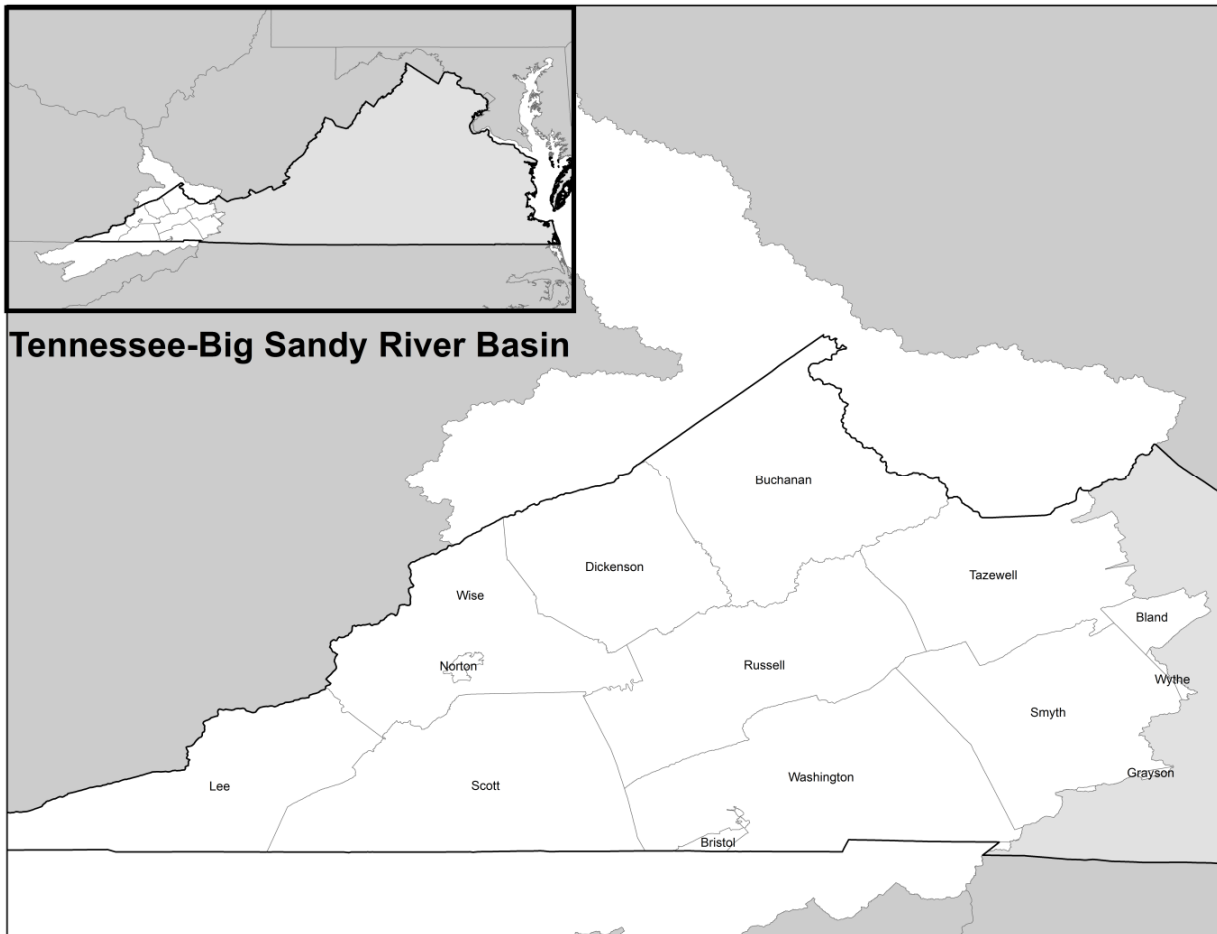 Tennessee-Big Sandy River Basin
Buchanan
Dickenson
Tazewell
Wise
Bland
Norton
Russell
Wythe
Smyth
Grayson
Washington
Lee
Scott
Bristol